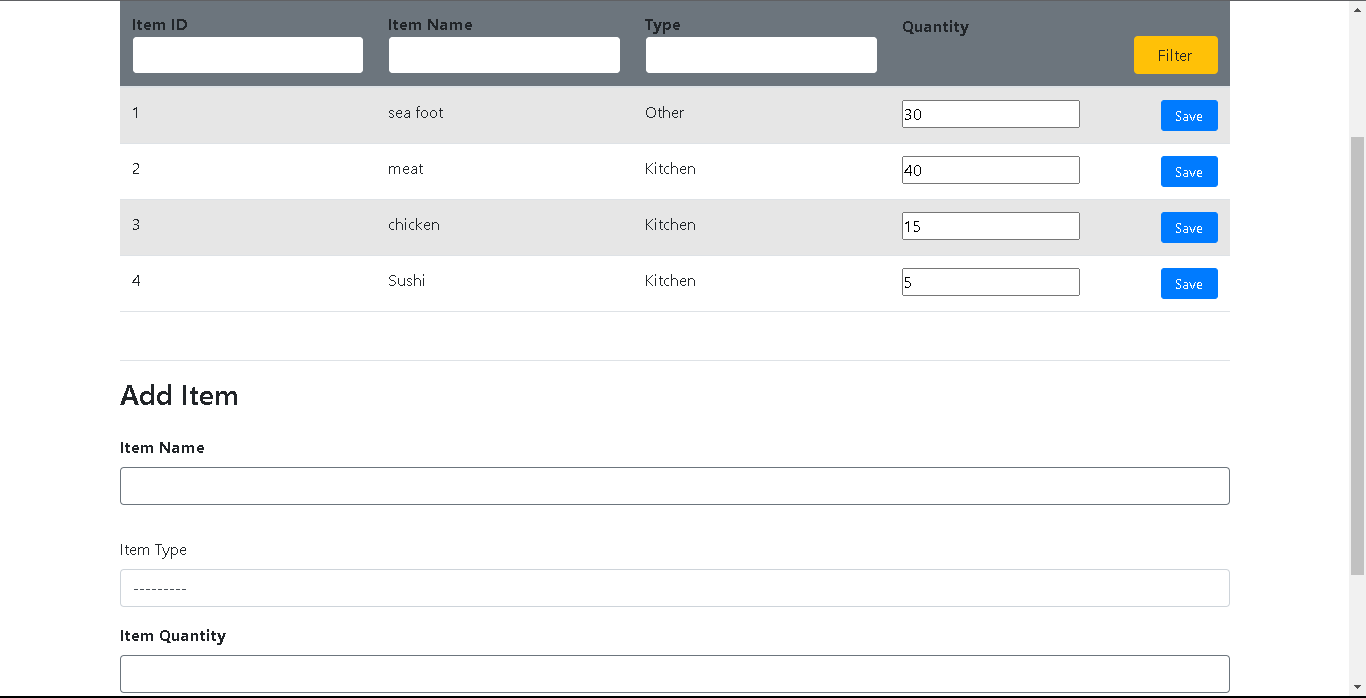 Item ID Item Name Type Quantity
Filter
1 sea foot Other 30 Save
2 meat Kitchen 40 Save
3 chicken Kitchen 15 Save
4 Sushi Kitchen 5 Save
Add Item
Item Name
Item Type
---------
Item Quantity